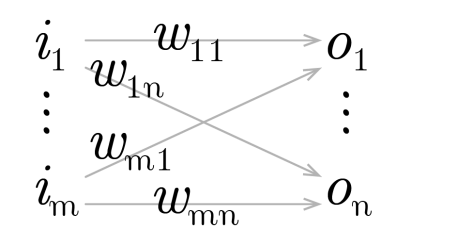 i₁ w₁₁ o₁
w₁ₙ
⋮ ⋮
wₘ₁
iₘ wₘₙ oₙ